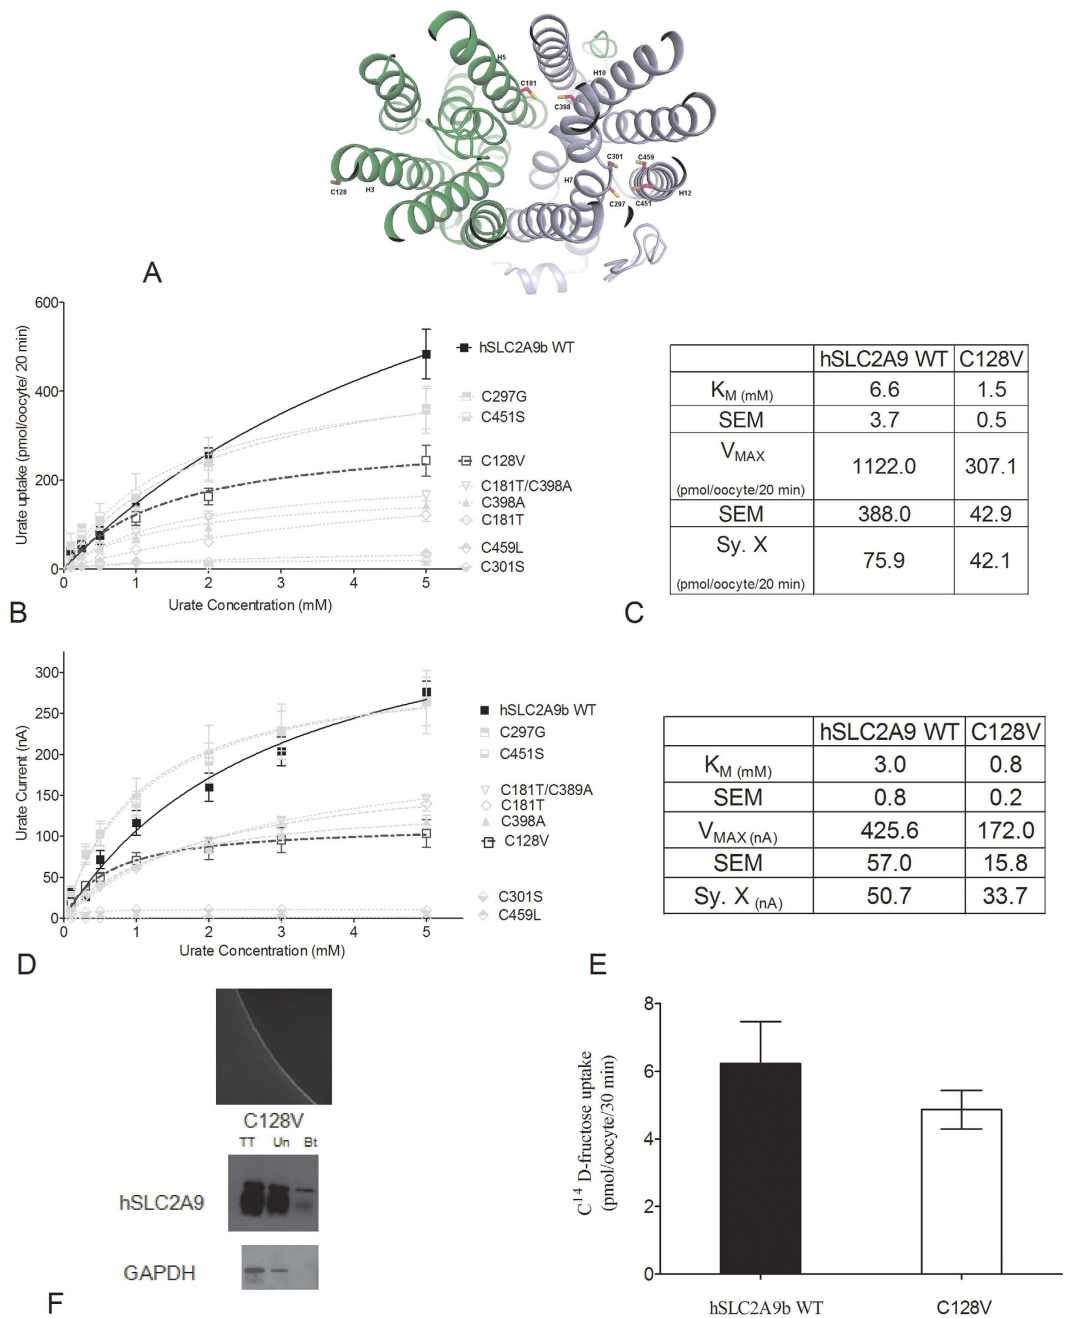 H5
C181
H10
C398
C301
C459
C128
H3
H7
C297
C451
H12
A
600
400
200
0
0
1
2
3
4
5
Urate uptake (pmol/oocyte/ 20 min)
Urate Concentration (mM)
hSLC2A9b WT
C297G
C451S
C128V
C181T/C398A
C398A
C181T
C459L
C301S
hSLC2A9 WT C128V
KM (mM) 6.6 1.5
SEM 3.7 0.5
VMAX (pmol/oocyte/20 min) 1122.0 307.1
SEM 388.0 42.9
Sy. X (pmol/oocyte/20 min) 75.9 42.1
B
C
300
250
200
150
100
50
0
0
1
2
3
4
5
Urate Current (nA)
Urate Concentration (mM)
hSLC2A9b WT
C297G
C451S
C181T/C389A
C181T
C398A
C128V
C301S
C459L
hSLC2A9 WT C128V
KM (mM) 3.0 0.8
SEM 0.8 0.2
VMAX (nA) 425.6 172.0
SEM 57.0 15.8
Sy. X (nA) 50.7 33.7
D
E
C128V
TT Un Bt
hSLC2A9
GAPDH
F
8
6
4
2
0
C14 D-fructose uptake
(pmol/oocyte/30 min)
hSLC2A9b WT
C128V